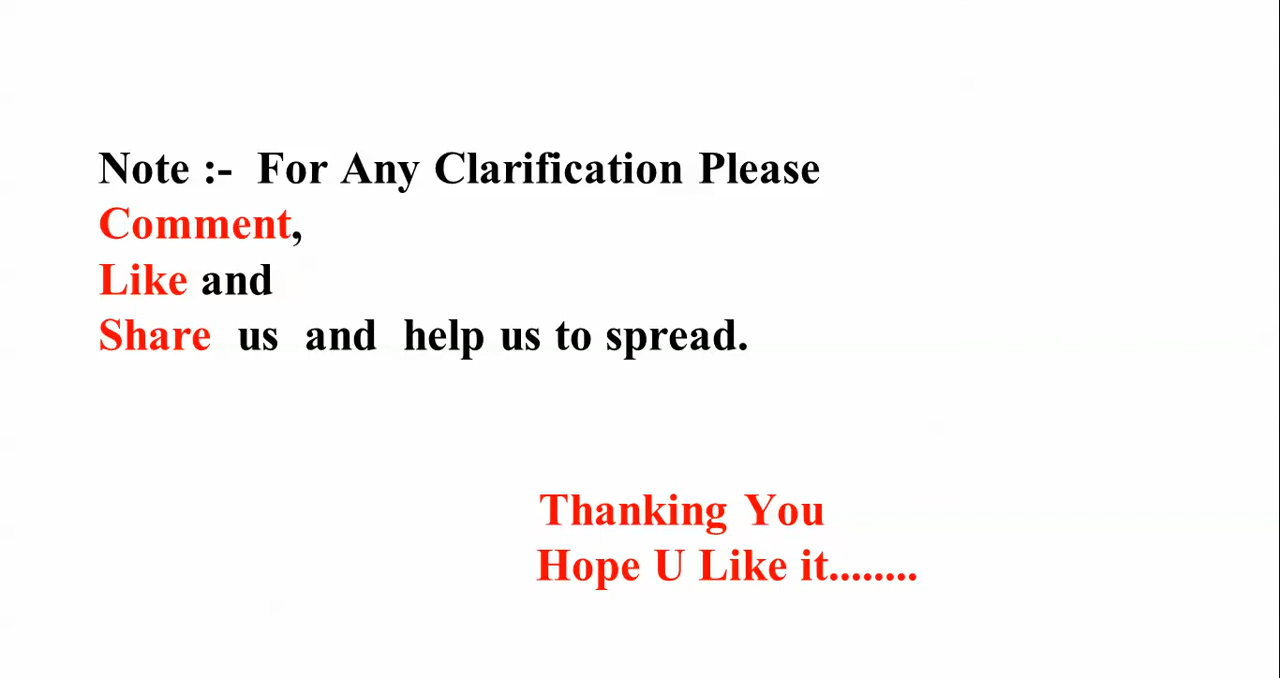 Note :- For Any Clarification Please
Comment,
Like and
Share us and help us to spread.
Thanking You
Hope U Like it........